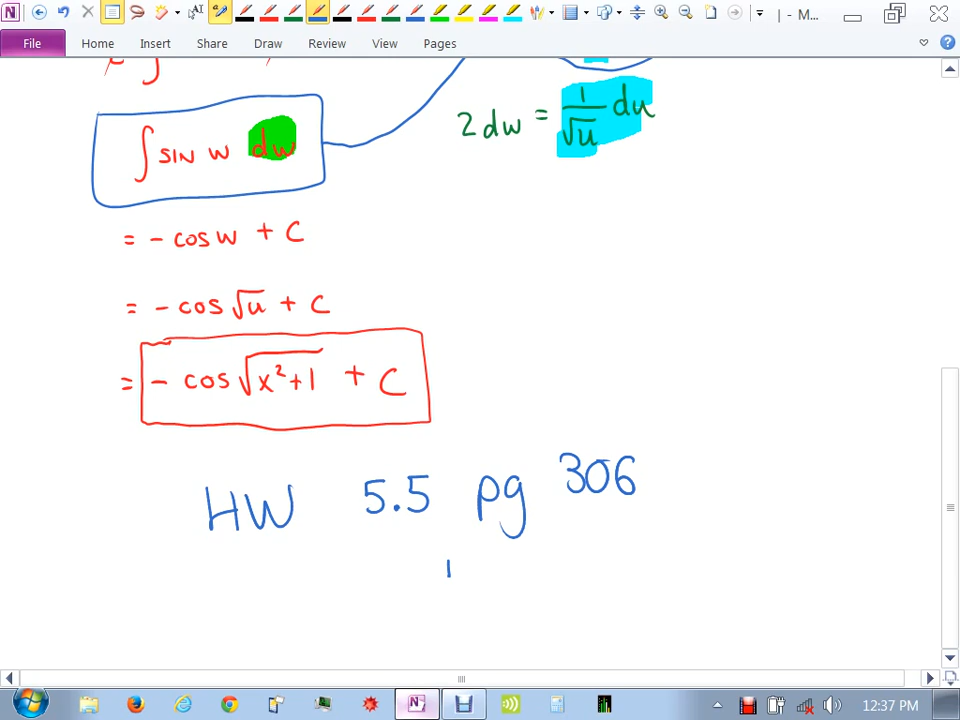 | - M...
File Home Insert Share Draw Review View Pages
2 dw = 1/√u du
∫ sin w dw
= - cos w + C
= - cos √u + C
= - cos √x²+1 + C
HW 5.5 pg 306
1
12:37 PM